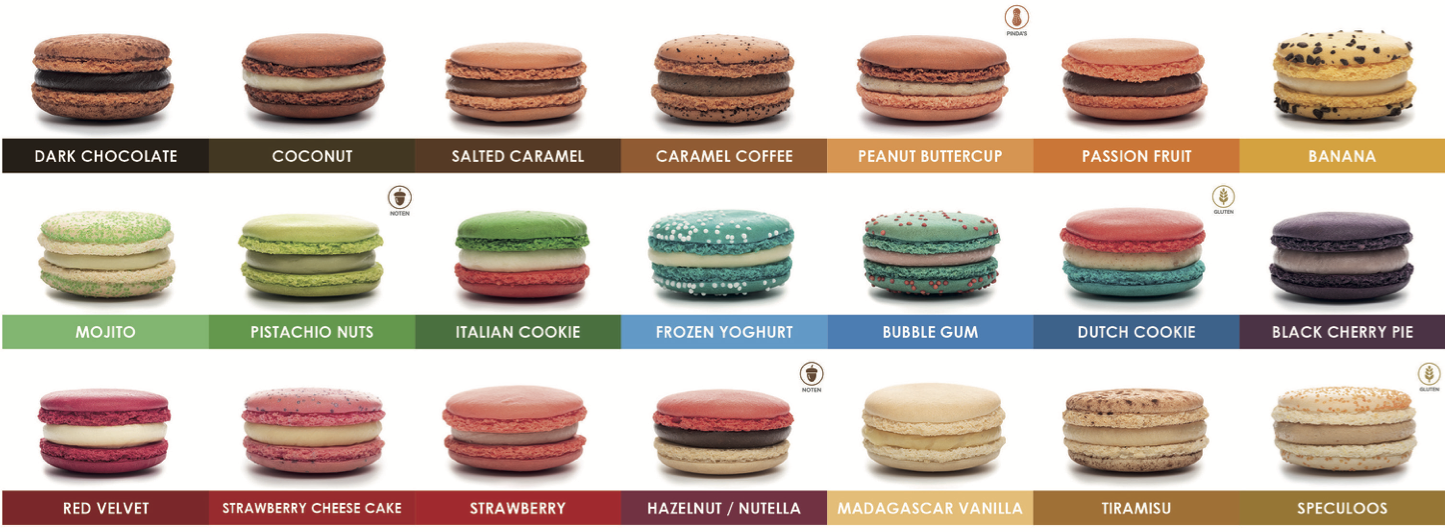 PINDA'S
DARK CHOCOLATE
COCONUT
SALTED CARAMEL
CARAMEL COFFEE
PEANUT BUTTERCUP
PASSION FRUIT
BANANA
NOTEN
GLUTEN
MOJITO
PISTACHIO NUTS
ITALIAN COOKIE
FROZEN YOGHURT
BUBBLE GUM
DUTCH COOKIE
BLACK CHERRY PIE
NOTEN
GLUTEN
RED VELVET
STRAWBERRY CHEESE CAKE
STRAWBERRY
HAZELNUT / NUTELLA
MADAGASCAR VANILLA
TIRAMISU
SPECULOOS